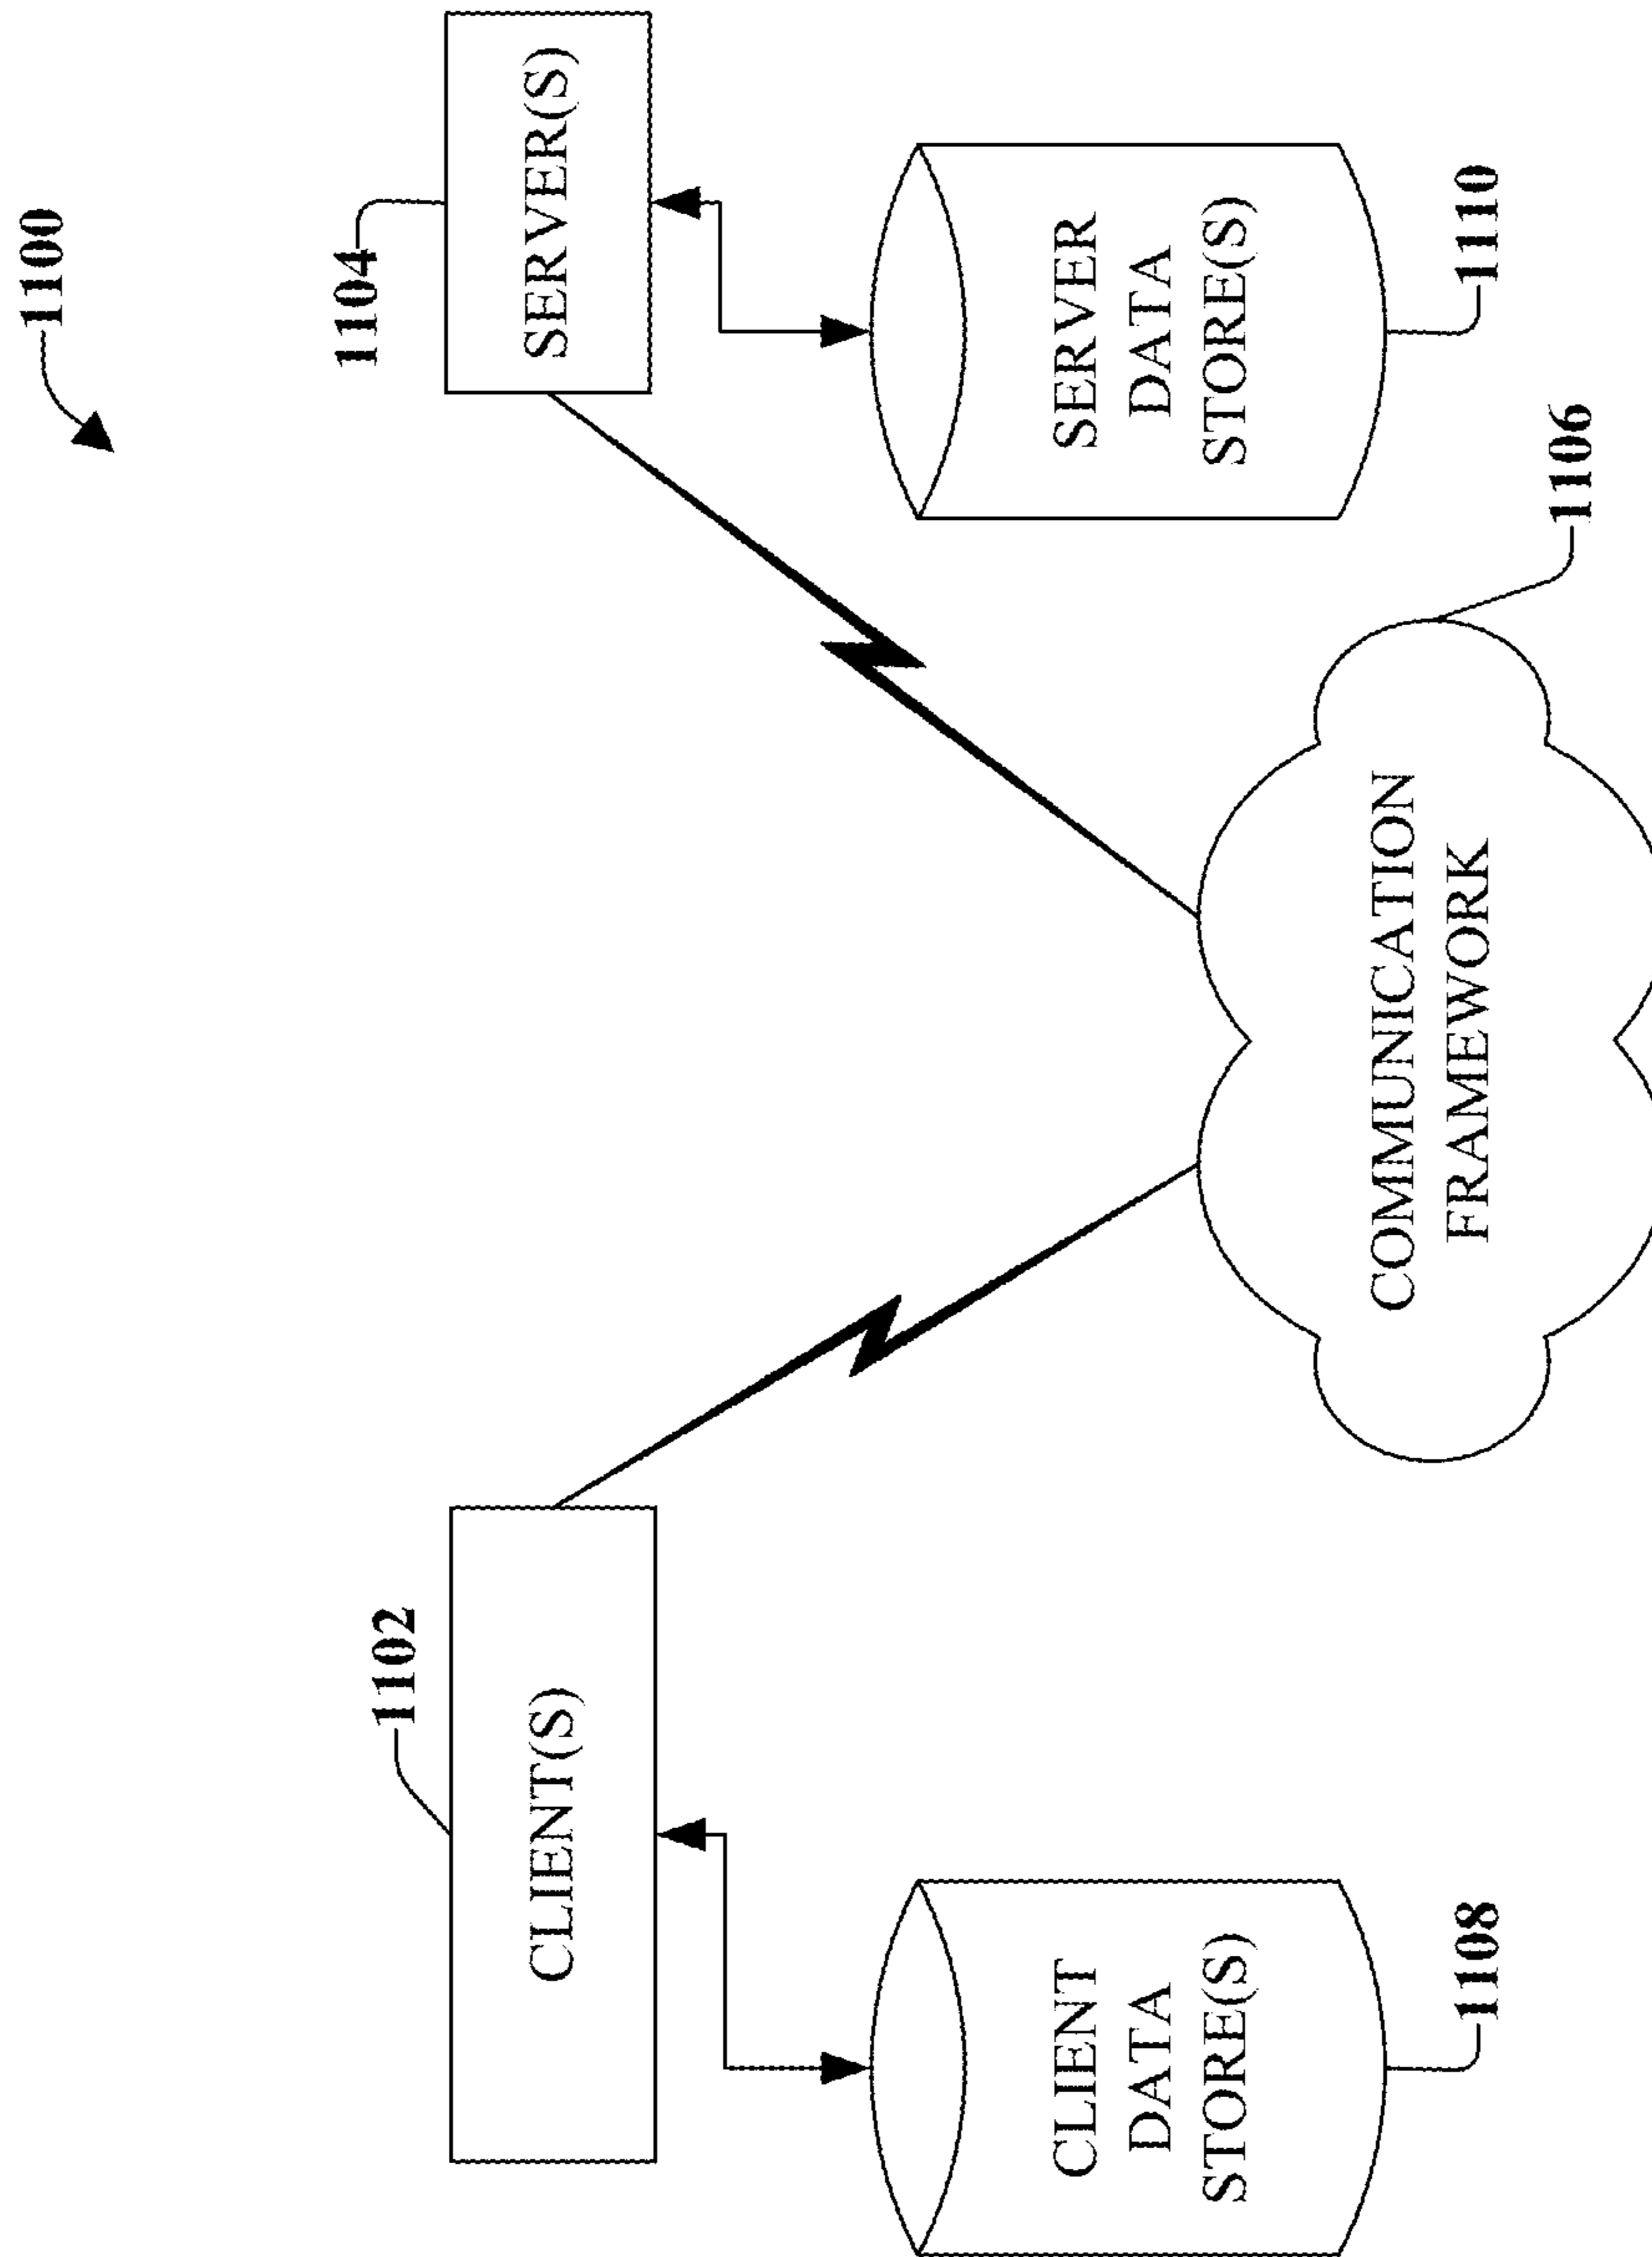 1100
1102
CLIENT(S)
1104
SERVER(S)
CLIENT
DATA
STORE(S)
1108
SERVER
DATA
STORE(S)
1110
COMMUNICATION
FRAMEWORK
1106